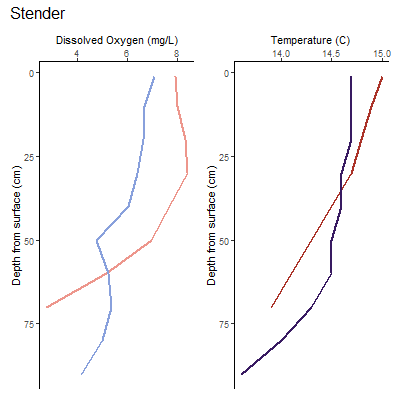 Stender
Dissolved Oxygen (mg/L)
4 6 8
0
25
50
75
Depth from surface (cm)
Temperature (C)
14.0 14.5 15.0
0
25
50
75
Depth from surface (cm)